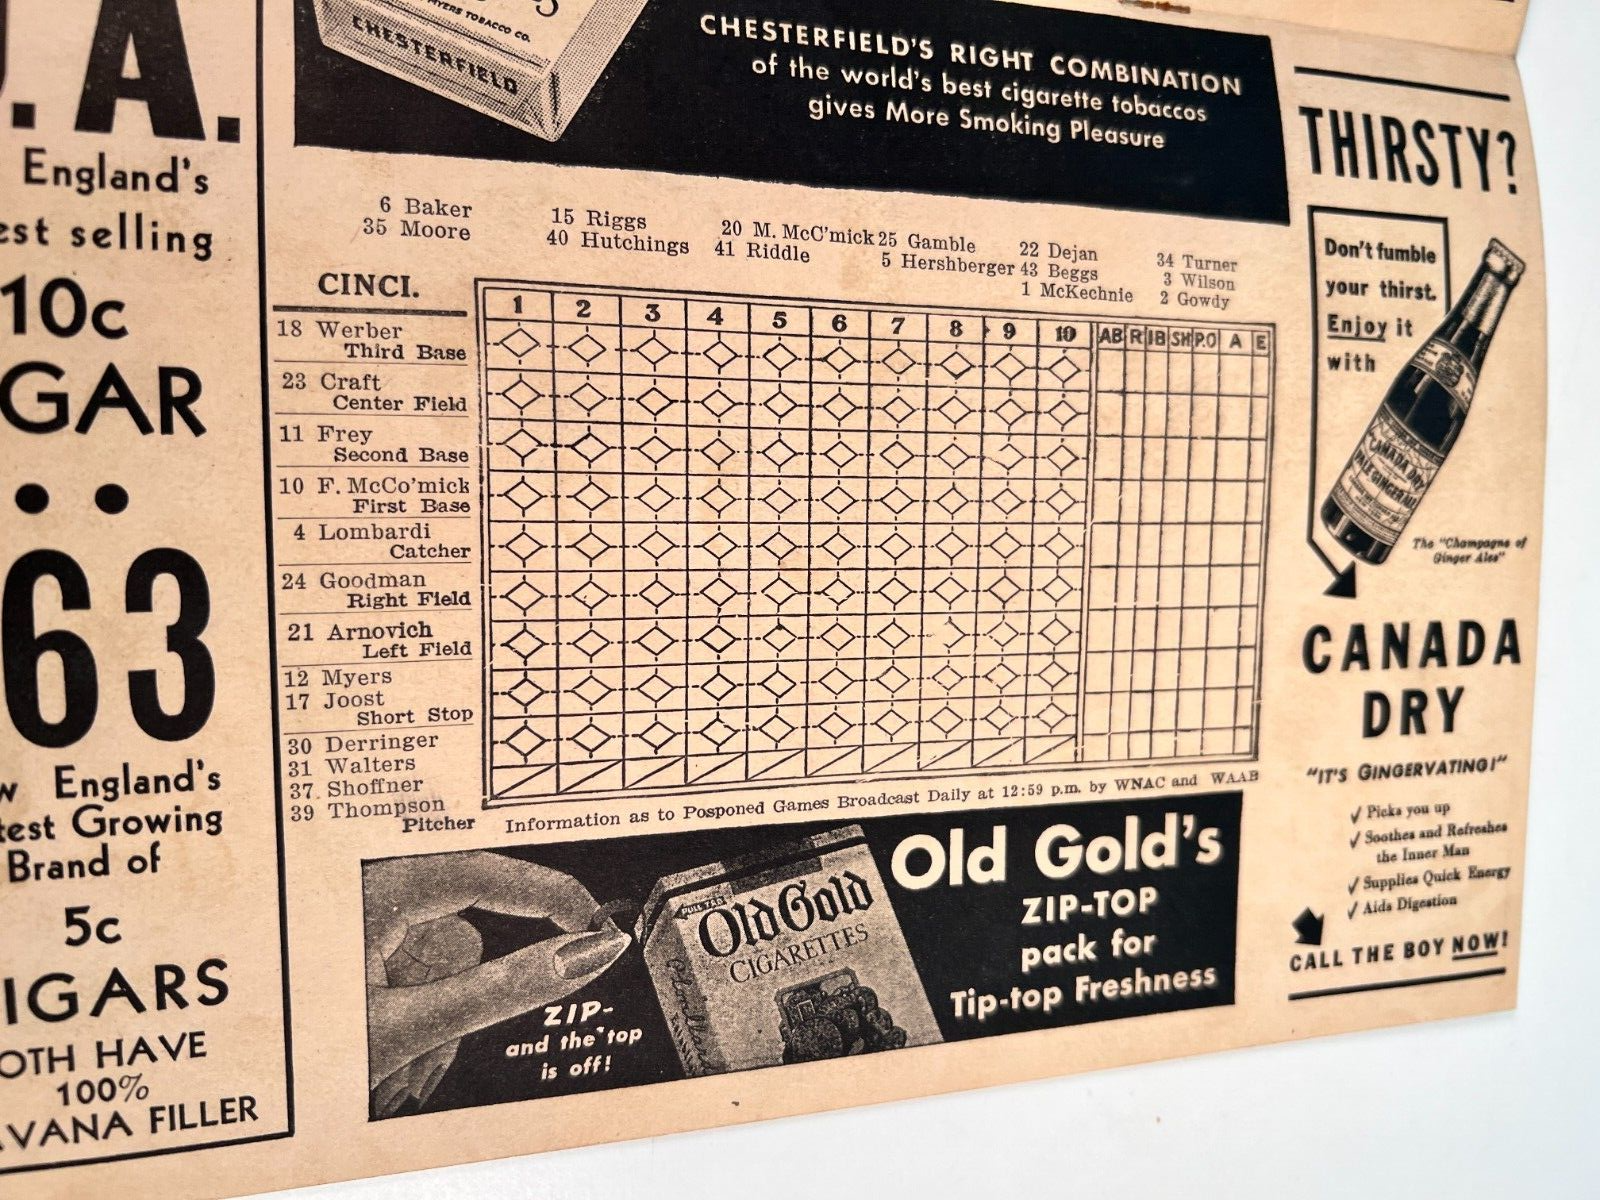 .A.
England's
est selling
10c
GAR
63
England's
test Growing
Brand of
5c
IGARS
OTH HAVE
100%
VANA FILLER
MYERS TOBACCO CO.
CHESTERFIELD
CHESTERFIELD'S RIGHT COMBINATION
of the world's best cigarette tobaccos
gives More Smoking Pleasure
6 Baker 15 Riggs 20 M. McC'mick 25 Gamble 22 Dejan 34 Turner
35 Moore 40 Hutchings 41 Riddle 5 Hershberger 43 Beggs 3 Wilson
1 McKechnie 2 Gowdy
CINCI. 1 2 3 4 5 6 7 8 9 10 AB R IB SH P.O A E
18 Werber
Third Base
23 Craft
Center Field
11 Frey
Second Base
10 F. McCo'mick
First Base
4 Lombardi
Catcher
24 Goodman
Right Field
21 Arnovich
Left Field
12 Myers
17 Joost
Short Stop
30 Derringer
31 Walters
37. Shoffner
39 Thompson
Pitcher
Information as to Posponed Games Broadcast Daily at 12:59 p.m. by WNAC and WAAB
PULL TAB
Old Gold
CIGARETTES
ZIP-
and the top
is off!
Old Gold's
ZIP-TOP
pack for
Tip-top Freshness
THIRSTY?
Don't fumble
your thirst.
Enjoy it
with
CANADA DRY
PALE GINGER ALE
The "Champagne of
Ginger Ales"
CANADA
DRY
"IT'S GINGERVATING!"
✓ Picks you up
✓ Soothes and Refreshes
the Inner Man
✓ Supplies Quick Energy
✓ Aids Digestion
CALL THE BOY NOW!